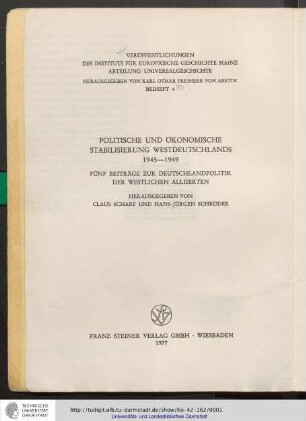 VERÖFFENTLICHUNGEN
DES INSTITUTS FÜR EUROPÄISCHE GESCHICHTE MAINZ
ABTEILUNG UNIVERSALGESCHICHTE
HERAUSGEGEBEN VON KARL OTMAR FREIHERR VON ARETIN
BEIHEFT 4
POLITISCHE UND ÖKONOMISCHE
STABILISIERUNG WESTDEUTSCHLANDS
1945—1949
FÜNF BEITRÄGE ZUR DEUTSCHLANDPOLITIK
DER WESTLICHEN ALLIIERTEN
HERAUSGEGEBEN VON
CLAUS SCHARF UND HANS-JÜRGEN SCHRÖDER
FRANZ STEINER VERLAG GMBH · WIESBADEN
1977
TECHNISCHE
UNIVERSITÄT
DARMSTADT
http://tudigit.ulb.tu-darmstadt.de/show/Ke-42-162/0001
Universitäts- und Landesbibliothek Darmstadt